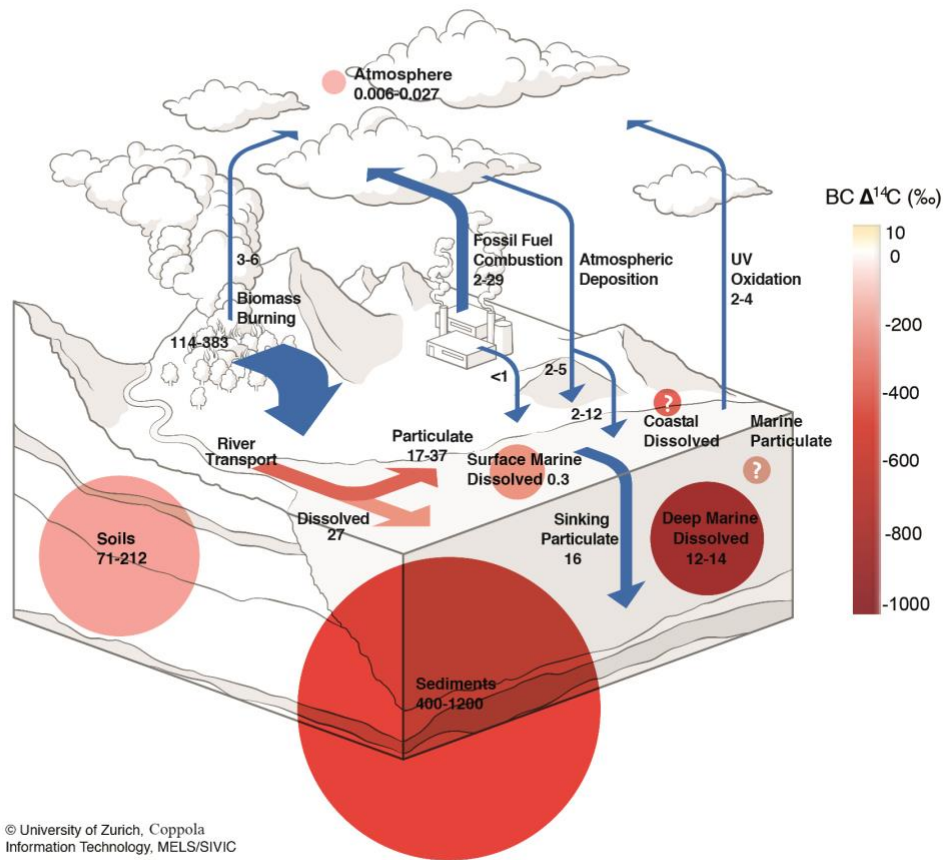 Atmosphere
0.006-0.027
BC Δ¹⁴C (‰)
10
0
-200
-400
-600
-800
-1000
3-6
Biomass
Burning
114-383
Fossil Fuel
Combustion
2-29
Atmospheric
Deposition
UV
Oxidation
2-4
<1
2-5
2-12
?
Coastal
Dissolved
Marine
Particulate
?
River
Transport
Particulate
17-37
Surface Marine
Dissolved 0.3
Dissolved
27
Sinking
Particulate
16
Deep Marine
Dissolved
12-14
Soils
71-212
Sediments
400-1200
© University of Zurich, Coppola
Information Technology, MELS/SIVIC